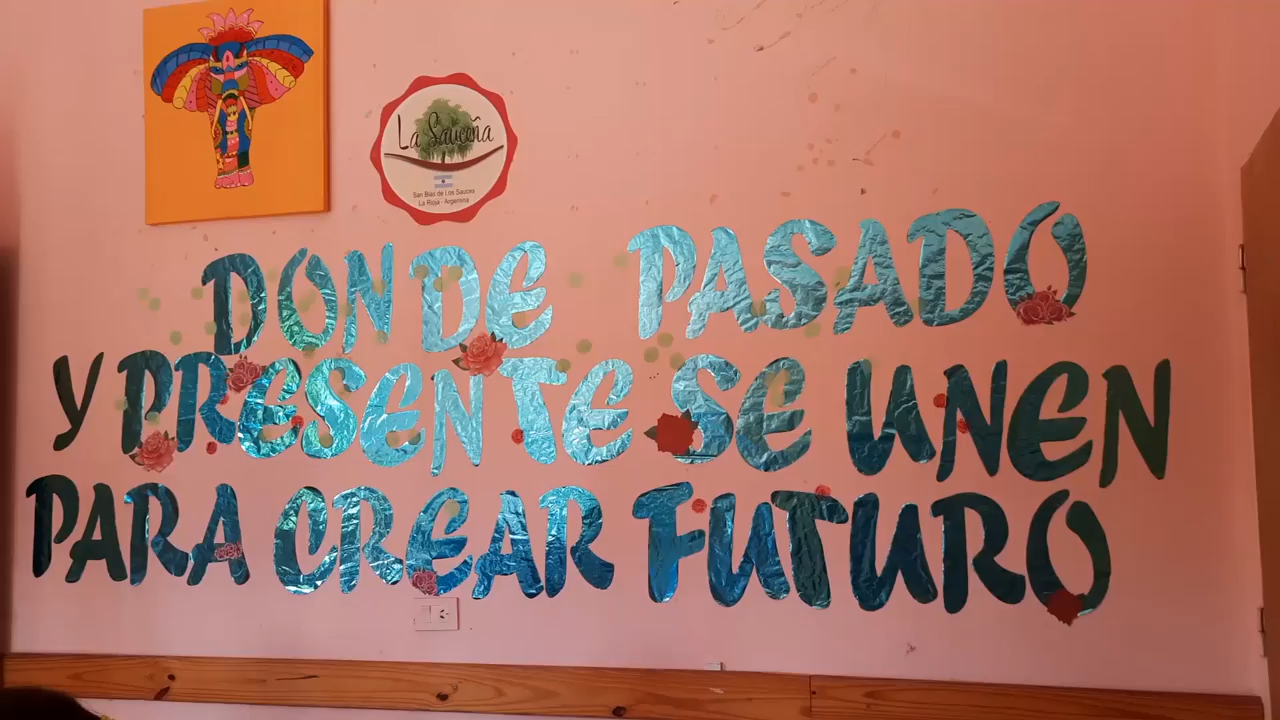 La Sauceña
San Blas de Los Sauces
La Rioja - Argentina
DONDE PASADO
Y PRESENTE SE UNEN
PARA CREAR FUTURO